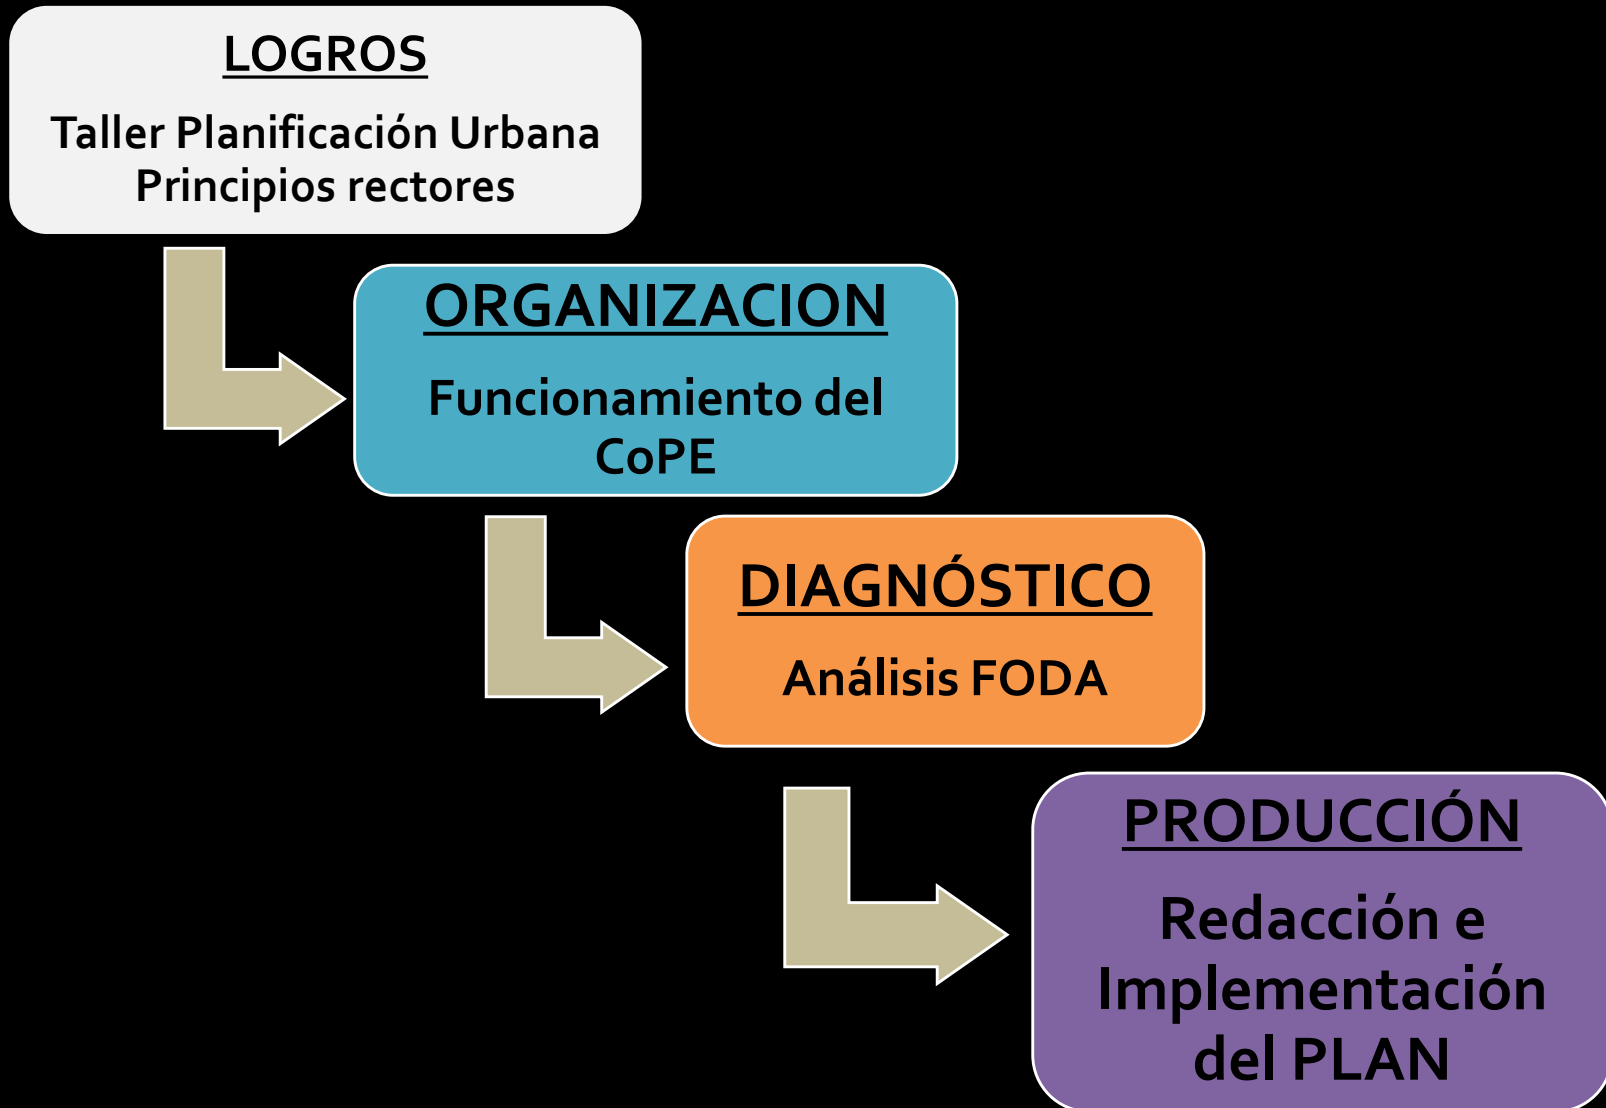 LOGROS
Taller Planificación Urbana
Principios rectores
ORGANIZACION
Funcionamiento del
CoPE
DIAGNÓSTICO
Análisis FODA
PRODUCCIÓN
Redacción e
Implementación
del PLAN